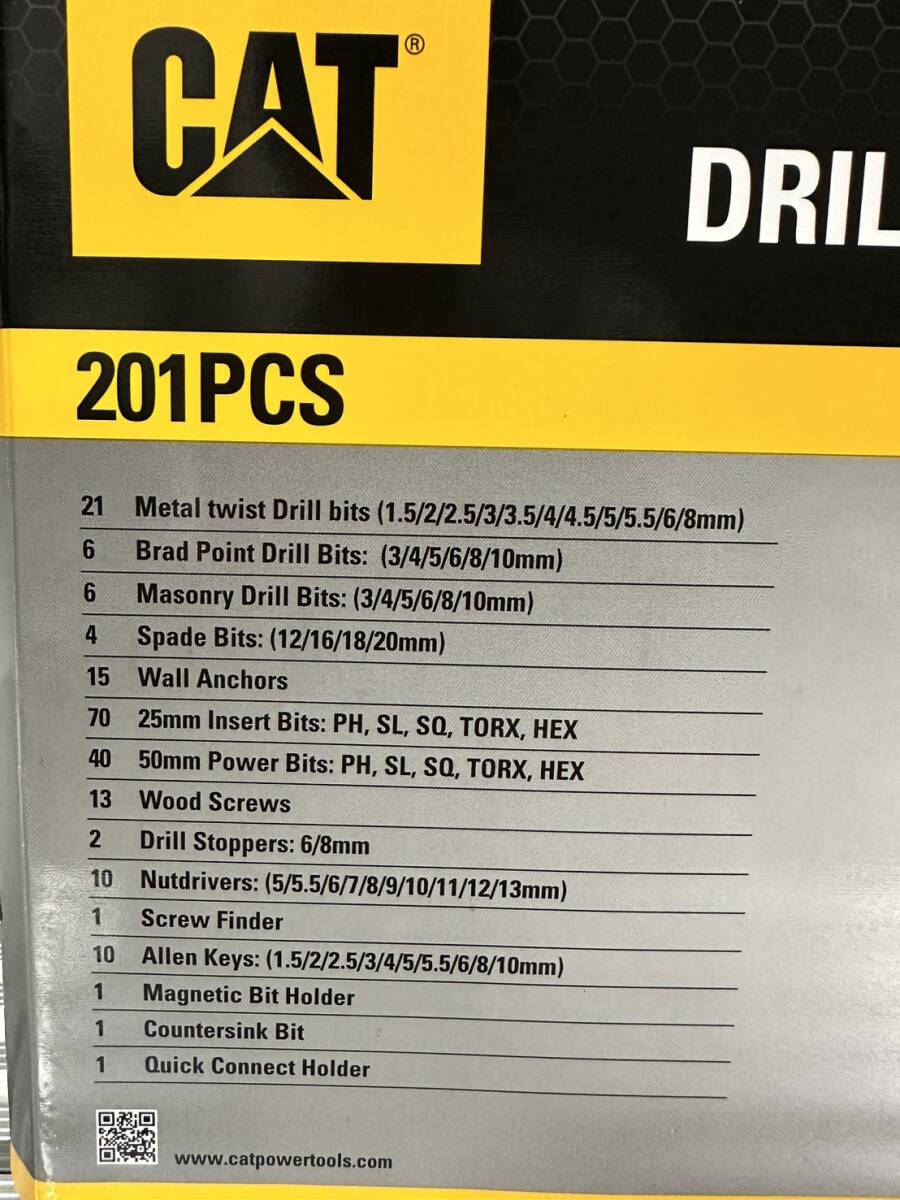 CAT®
DRIL
201PCS
21 Metal twist Drill bits (1.5/2/2.5/3/3.5/4/4.5/5/5.5/6/8mm)
6 Brad Point Drill Bits: (3/4/5/6/8/10mm)
6 Masonry Drill Bits: (3/4/5/6/8/10mm)
4 Spade Bits: (12/16/18/20mm)
15 Wall Anchors
70 25mm Insert Bits: PH, SL, SQ, TORX, HEX
40 50mm Power Bits: PH, SL, SQ, TORX, HEX
13 Wood Screws
2 Drill Stoppers: 6/8mm
10 Nutdrivers: (5/5.5/6/7/8/9/10/11/12/13mm)
1 Screw Finder
10 Allen Keys: (1.5/2/2.5/3/4/5/5.5/6/8/10mm)
1 Magnetic Bit Holder
1 Countersink Bit
1 Quick Connect Holder
www.catpowertools.com